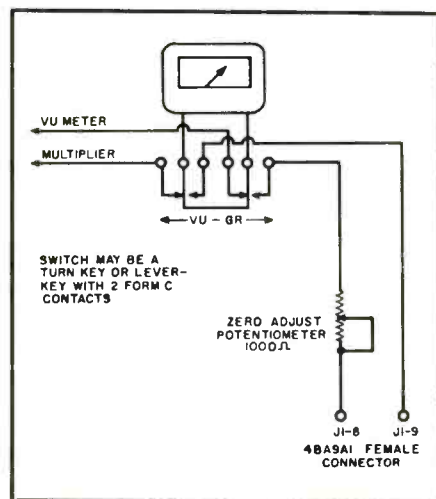 VU METER
MULTIPLIER
VU - GR
SWITCH MAY BE A
TURN KEY OR LEVER-
KEY WITH 2 FORM C
CONTACTS
ZERO ADJUST
POTENTIOMETER
1000Ω
J1-8 J1-9
4BA9A1 FEMALE
CONNECTOR